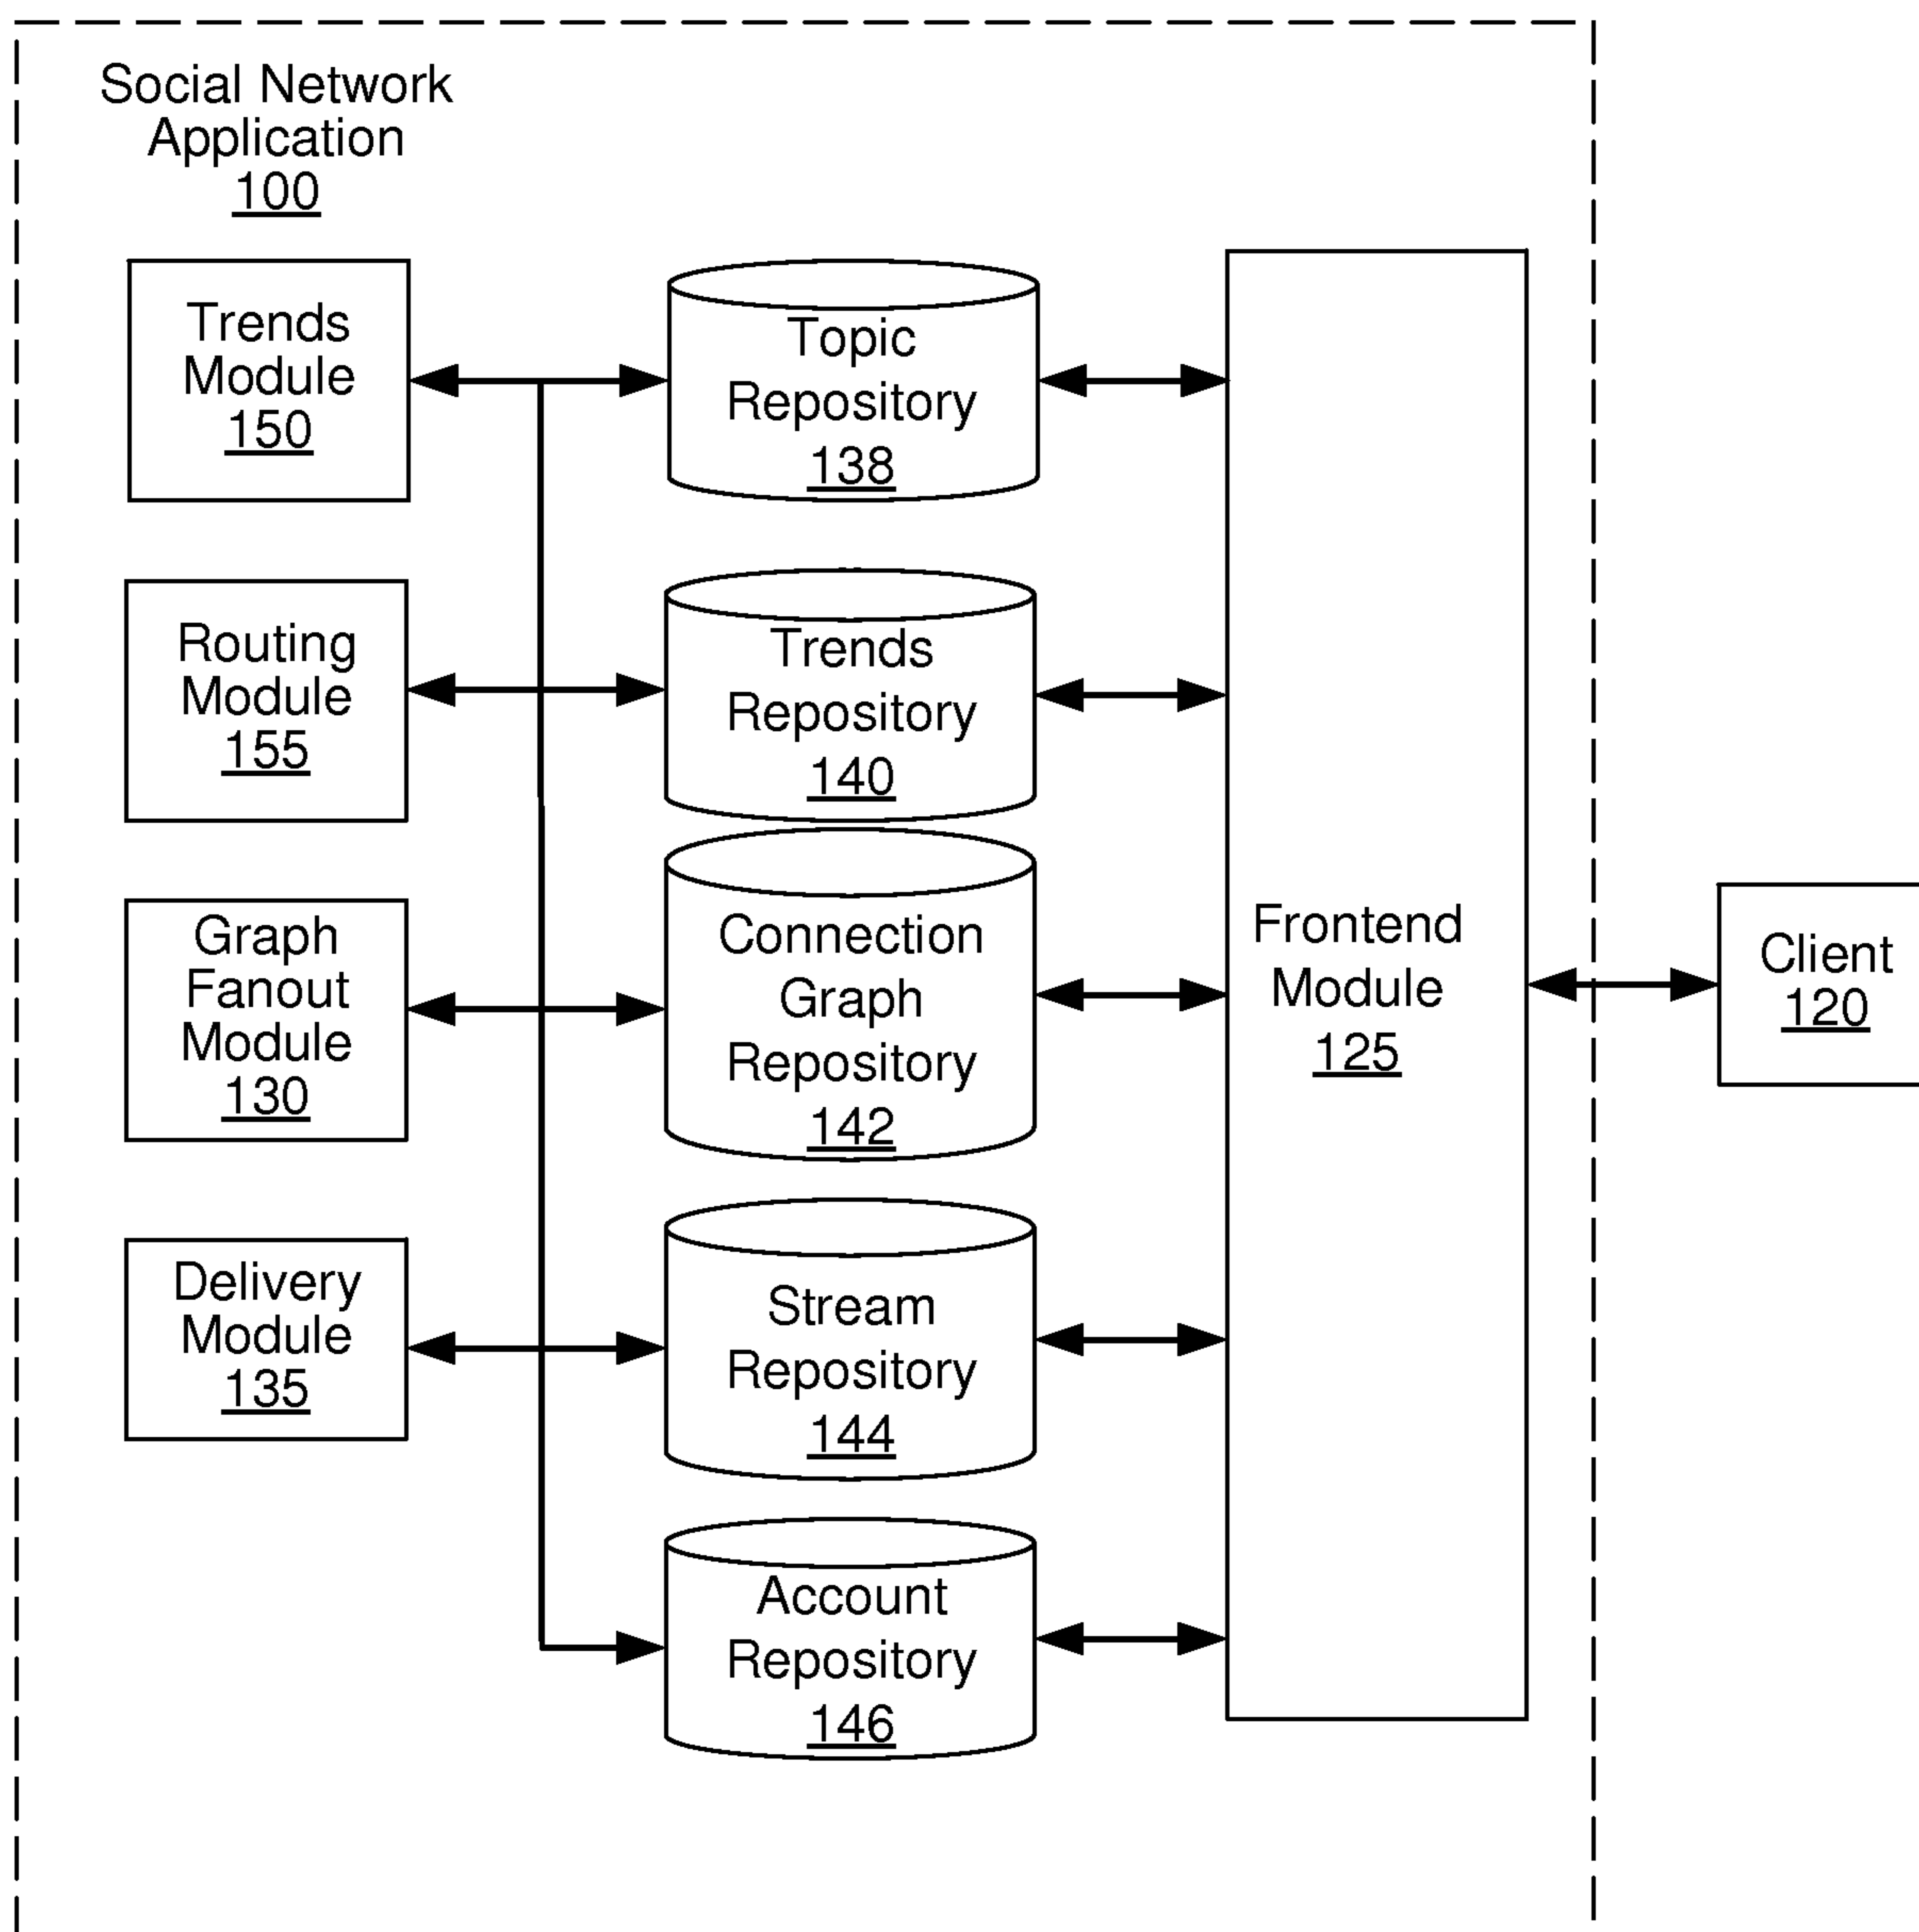 Social Network
Application
100
Trends
Module
150
Topic
Repository
138
Routing
Module
155
Trends
Repository
140
Graph
Fanout
Module
130
Connection
Graph
Repository
142
Frontend
Module
125
Client
120
Delivery
Module
135
Stream
Repository
144
Account
Repository
146